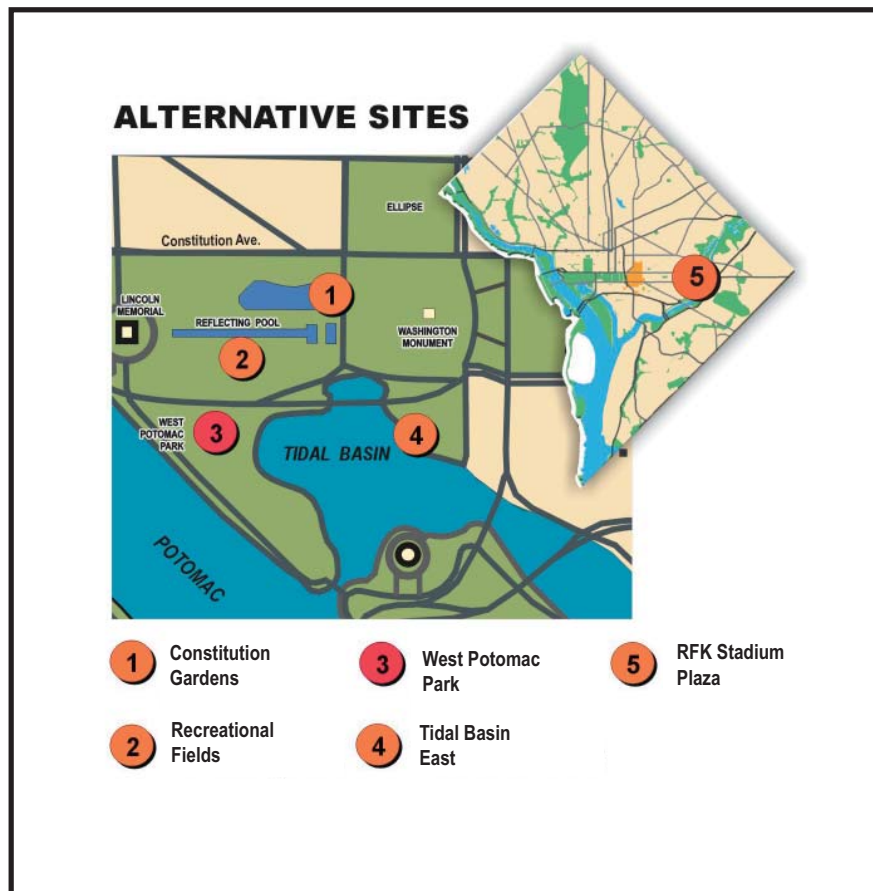 ALTERNATIVE SITES
ELLIPSE
Constitution Ave.
1
5
LINCOLN
MEMORIAL
REFLECTING POOL
WASHINGTON
MONUMENT
2
WEST
POTOMAC
PARK
3
4
TIDAL BASIN
POTOMAC
1
Constitution
Gardens
3
West Potomac
Park
5
RFK Stadium
Plaza
2
Recreational
Fields
4
Tidal Basin
East